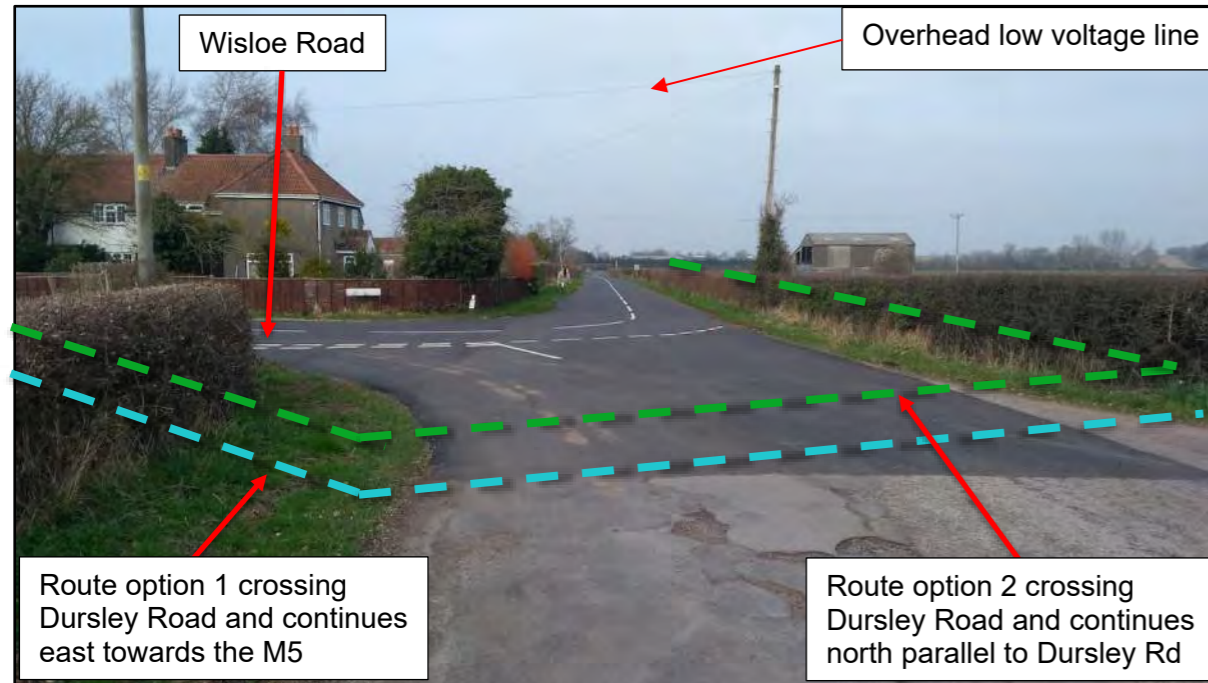 Wisloe Road
Overhead low voltage line
Route option 1 crossing
Dursley Road and continues
east towards the M5
Route option 2 crossing
Dursley Road and continues
north parallel to Dursley Rd